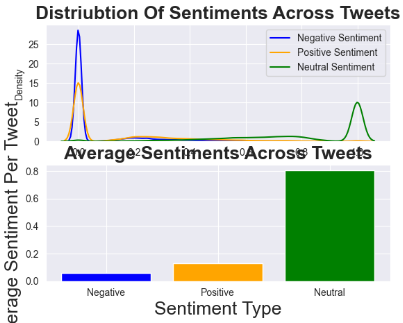 Distriubtion Of Sentiments Across Tweets
Negative Sentiment
Positive Sentiment
Neutral Sentiment
25
20
15
10
5
0
Density
0.2
Average Sentiments Across Tweets
0.8
0.6
0.4
0.2
0.0
erage Sentiment Per Tweet
Negative Positive Neutral
Sentiment Type